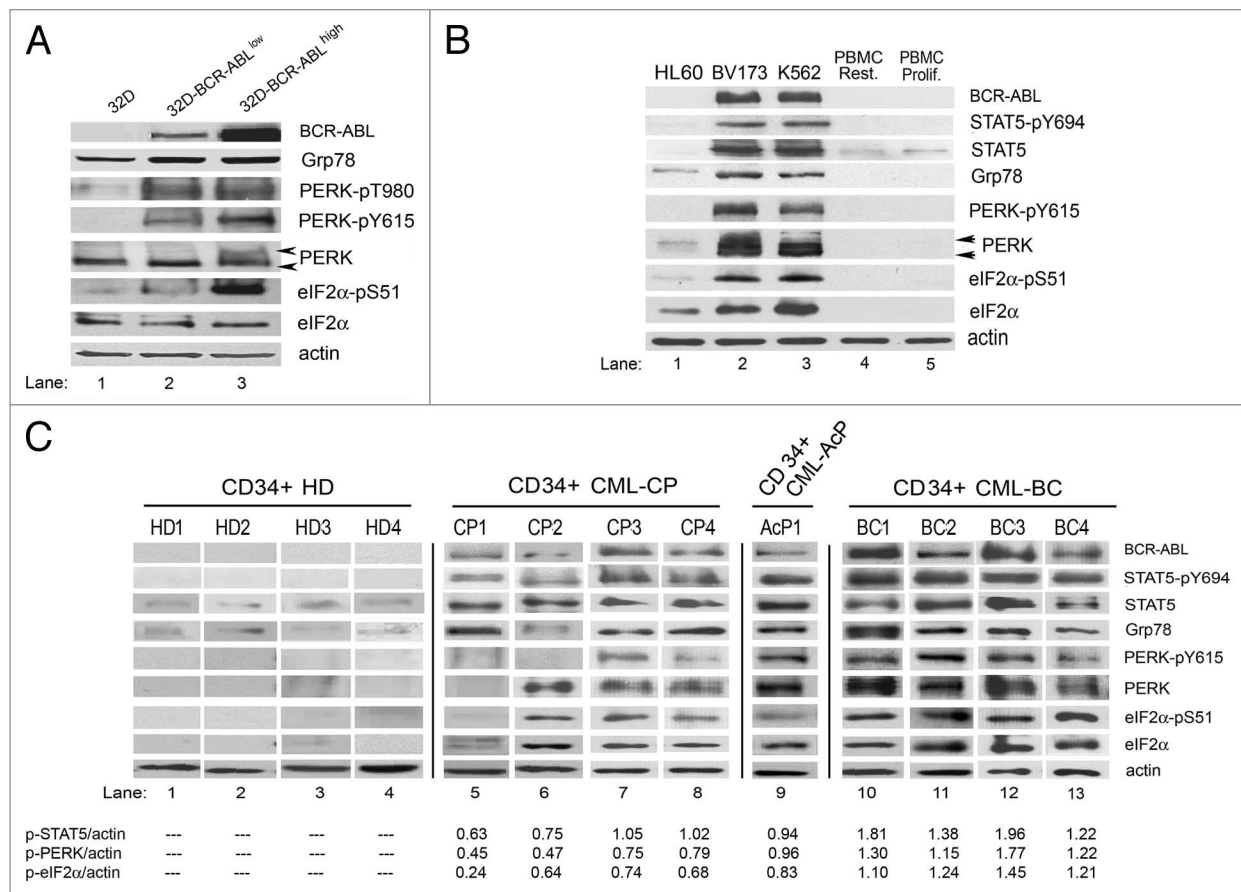 A
32D
32D-BCR-ABL low
32D-BCR-ABL high
BCR-ABL
Grp78
PERK-pT980
PERK-pY615
PERK
eIF2α-pS51
eIF2α
actin
Lane: 1 2 3
B
HL60 BV173 K562 PBMC Rest. PBMC Prolif.
BCR-ABL
STAT5-pY694
STAT5
Grp78
PERK-pY615
PERK
eIF2α-pS51
eIF2α
actin
1 2 3 4 5
C
CD34+ HD CD34+ CML-CP CD34+ CML-AcP CD34+ CML-BC
HD1 HD2 HD3 HD4 CP1 CP2 CP3 CP4 AcP1 BC1 BC2 BC3 BC4
BCR-ABL
STAT5-pY694
STAT5
Grp78
PERK-pY615
PERK
eIF2α-pS51
eIF2α
actin
Lane: 1 2 3 4 5 6 7 8 9 10 11 12 13
p-STAT5/actin --- --- --- --- 0.63 0.75 1.05 1.02 0.94 1.81 1.38 1.96 1.22
p-PERK/actin --- --- --- --- 0.45 0.47 0.75 0.79 0.96 1.30 1.15 1.77 1.22
p-eIF2α/actin --- --- --- --- 0.24 0.64 0.74 0.68 0.83 1.10 1.24 1.45 1.21